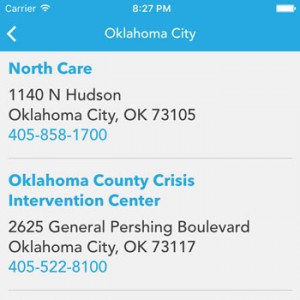 Carrier 8:27 PM
Oklahoma City
North Care
1140 N Hudson
Oklahoma City, OK 73105
405-858-1700
Oklahoma County Crisis
Intervention Center
2625 General Pershing Boulevard
Oklahoma City, OK 73117
405-522-8100